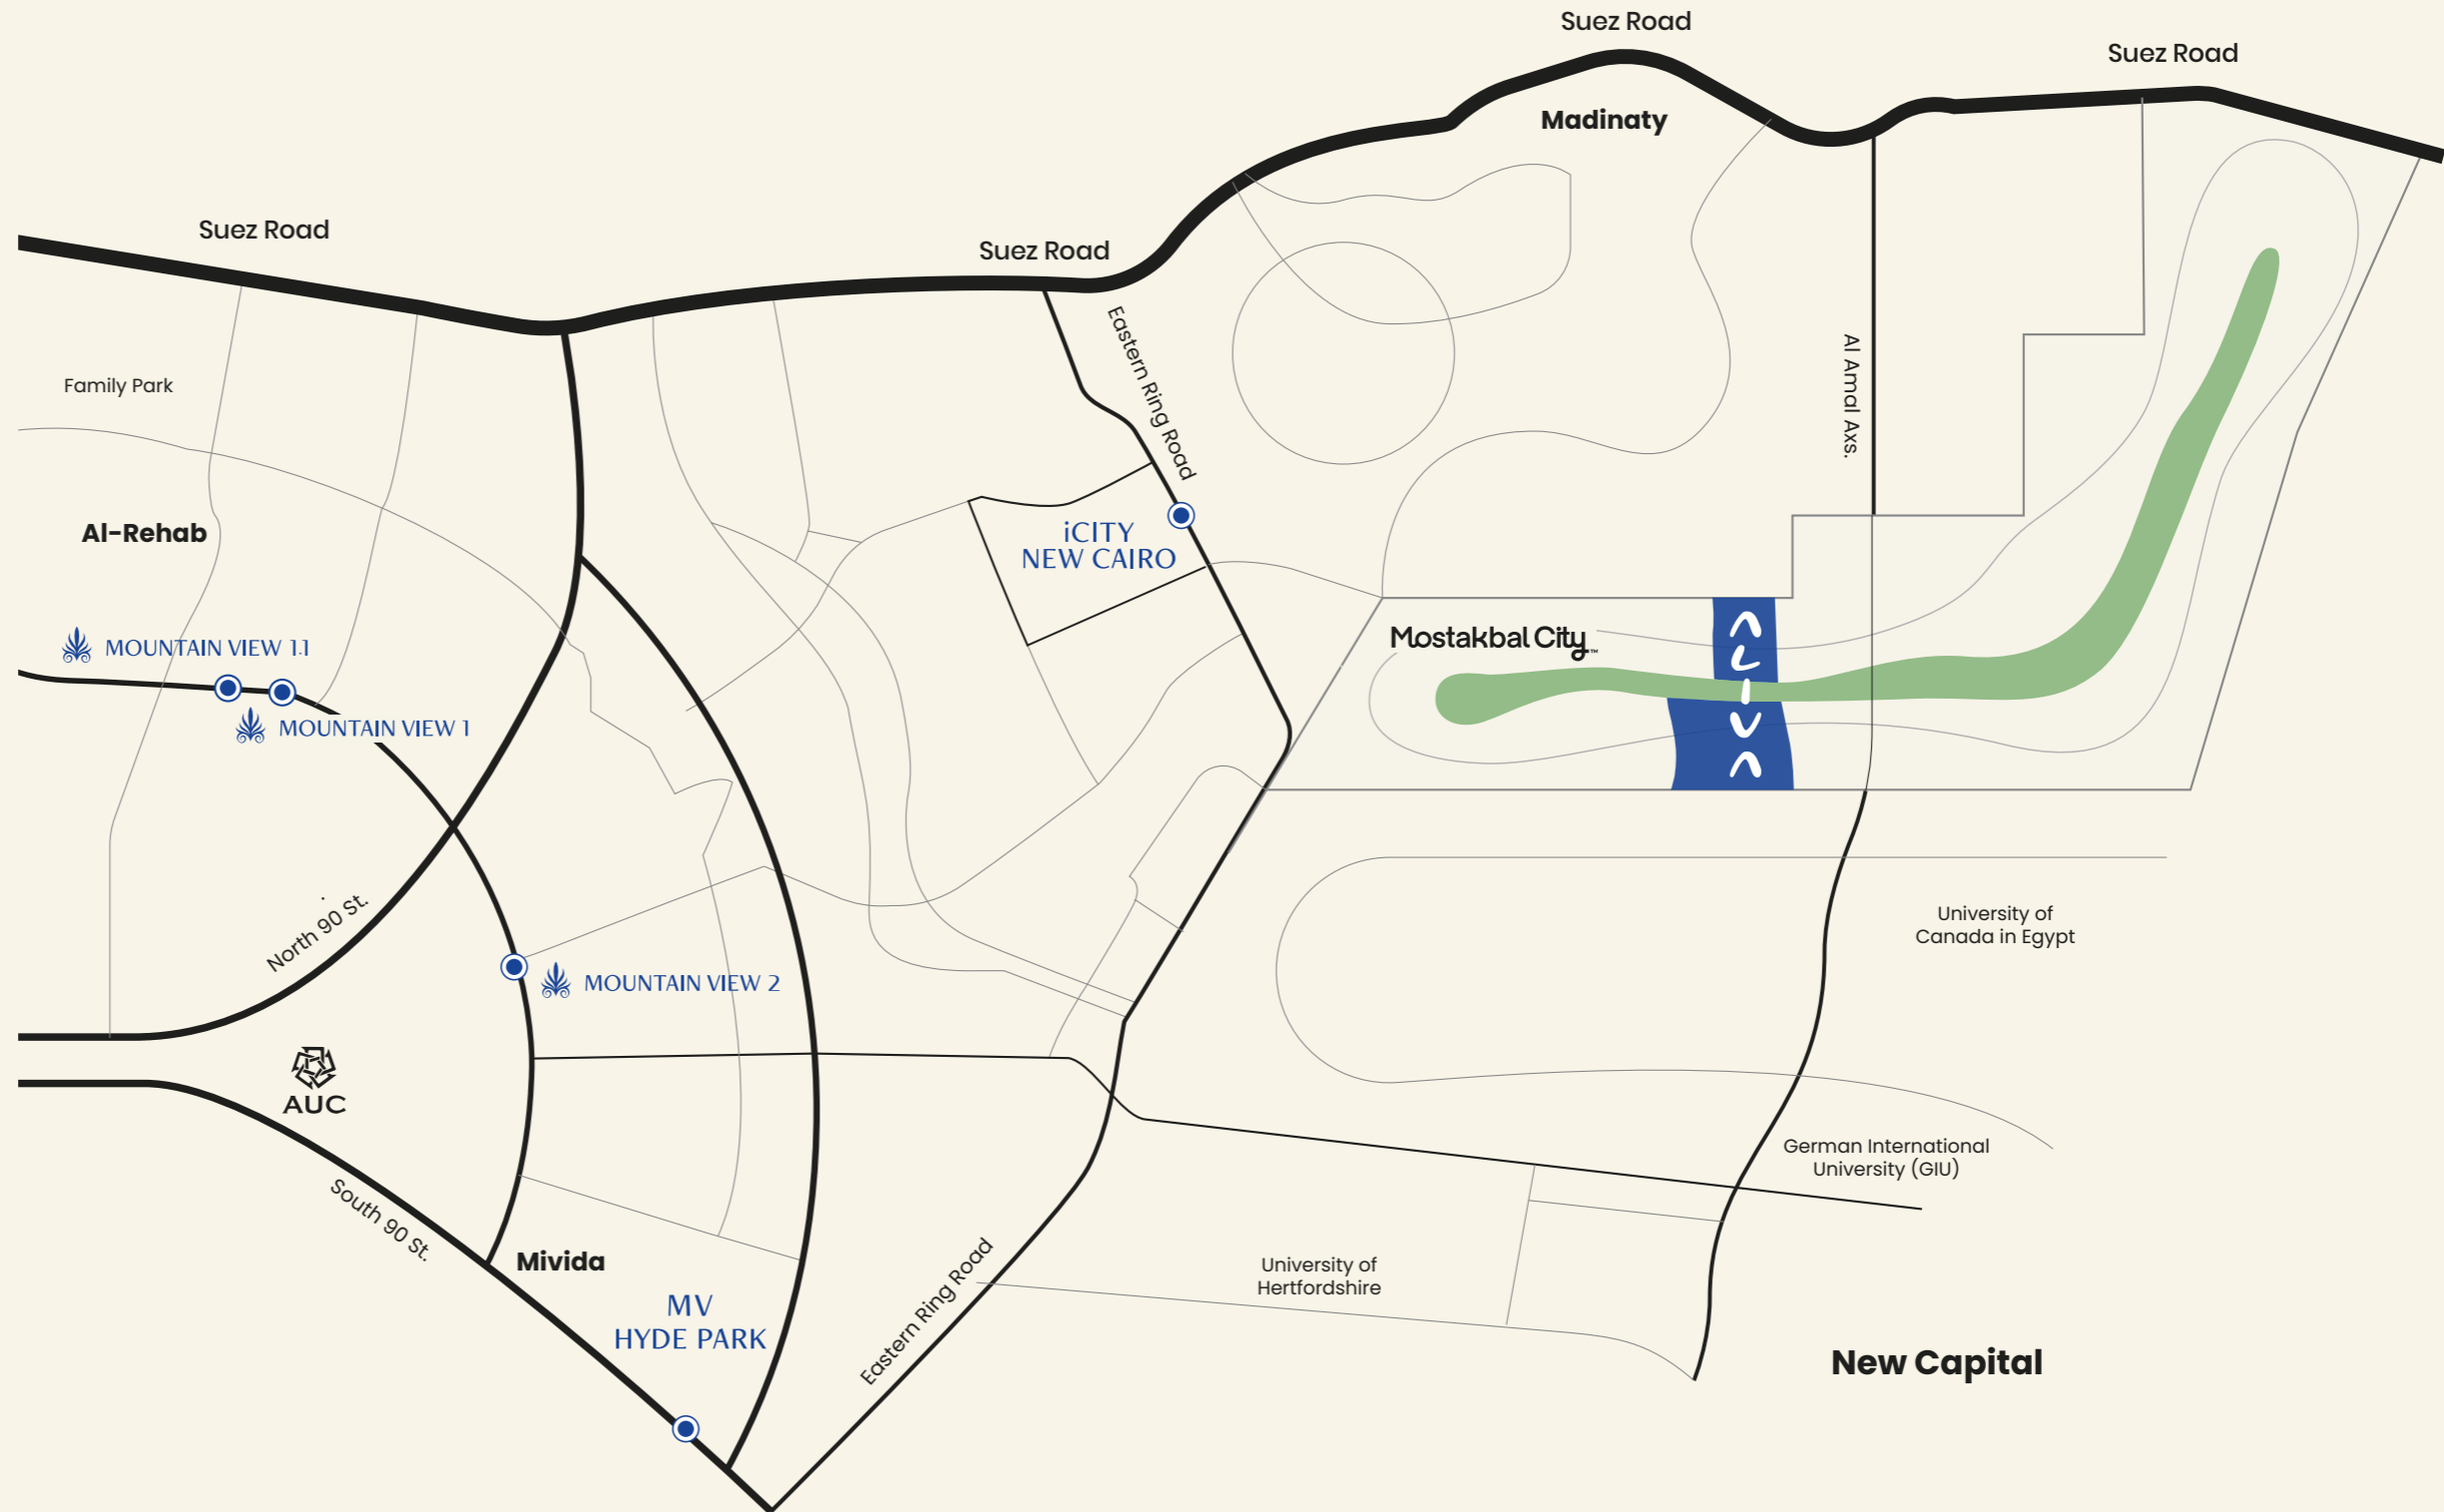 Suez Road
Suez Road
Madinaty
Suez Road
Suez Road
Eastern Ring Road
Al Amal Axs.
Family Park
Al-Rehab
iCITY
NEW CAIRO
Mostakbal City™
MOUNTAIN VIEW 1.1
MOUNTAIN VIEW 1
North 90 St.
University of
Canada in Egypt
MOUNTAIN VIEW 2
AUC
German International
University (GIU)
South 90 St.
Mivida
University of
Hertfordshire
MV
HYDE PARK
Eastern Ring Road
New Capital